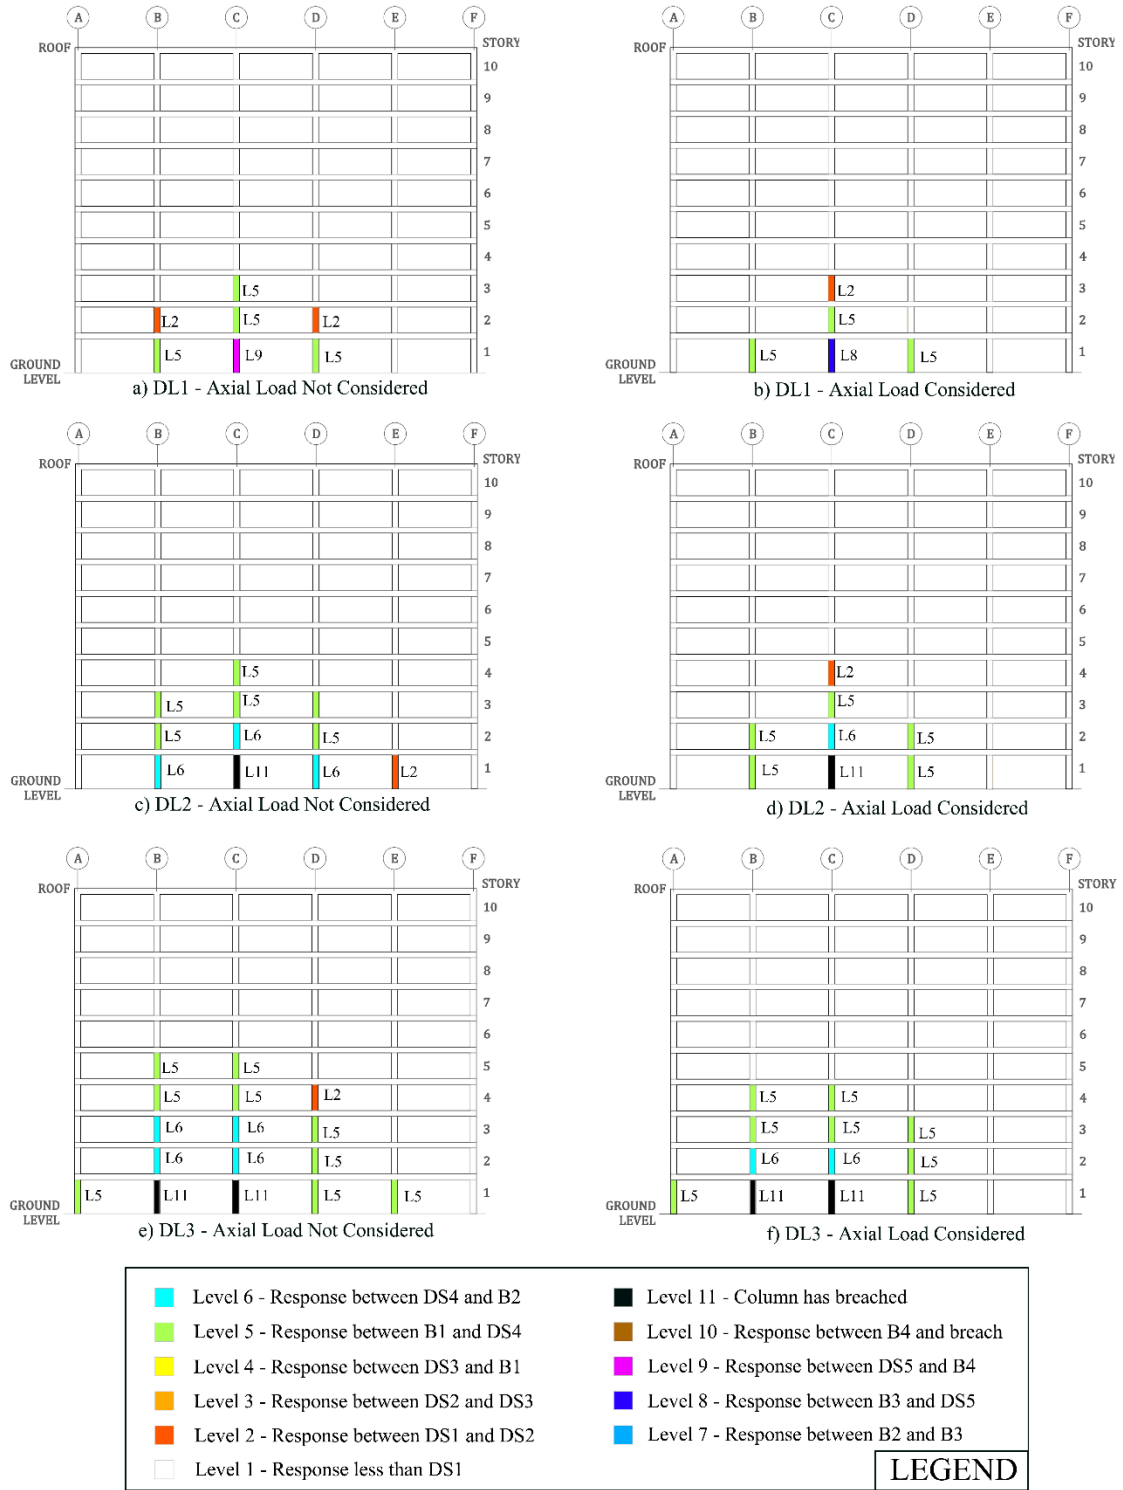 A B C D E F
A B C D E F
ROOF STORY
ROOF STORY
10
9
8
7
6
5
4
3
2
1
10
9
8
7
6
5
4
3
2
1
L5
L2 L5 L2
L5 L9 L5
GROUND LEVEL
a) DL1 - Axial Load Not Considered
L2
L5
L5 L8 L5
GROUND LEVEL
b) DL1 - Axial Load Considered
A B C D E F
A B C D E F
ROOF STORY
ROOF STORY
10
9
8
7
6
5
4
3
2
1
10
9
8
7
6
5
4
3
2
1
L5
L5 L5
L5 L6 L5
L6 L11 L6 L2
GROUND LEVEL
c) DL2 - Axial Load Not Considered
L2
L5
L5 L6 L5
L5 L11 L5
GROUND LEVEL
d) DL2 - Axial Load Considered
A B C D E F
A B C D E F
ROOF STORY
ROOF STORY
10
9
8
7
6
5
4
3
2
1
10
9
8
7
6
5
4
3
2
1
L5 L5
L5 L5 L2
L6 L6 L5
L6 L6 L5
L5 L11 L11 L5 L5
GROUND LEVEL
e) DL3 - Axial Load Not Considered
L5 L5
L5 L5 L5
L6 L6 L5
L5 L11 L11 L5
GROUND LEVEL
f) DL3 - Axial Load Considered
Level 6 - Response between DS4 and B2
Level 5 - Response between B1 and DS4
Level 4 - Response between DS3 and B1
Level 3 - Response between DS2 and DS3
Level 2 - Response between DS1 and DS2
Level 1 - Response less than DS1
Level 11 - Column has breached
Level 10 - Response between B4 and breach
Level 9 - Response between DS5 and B4
Level 8 - Response between B3 and DS5
Level 7 - Response between B2 and B3
LEGEND